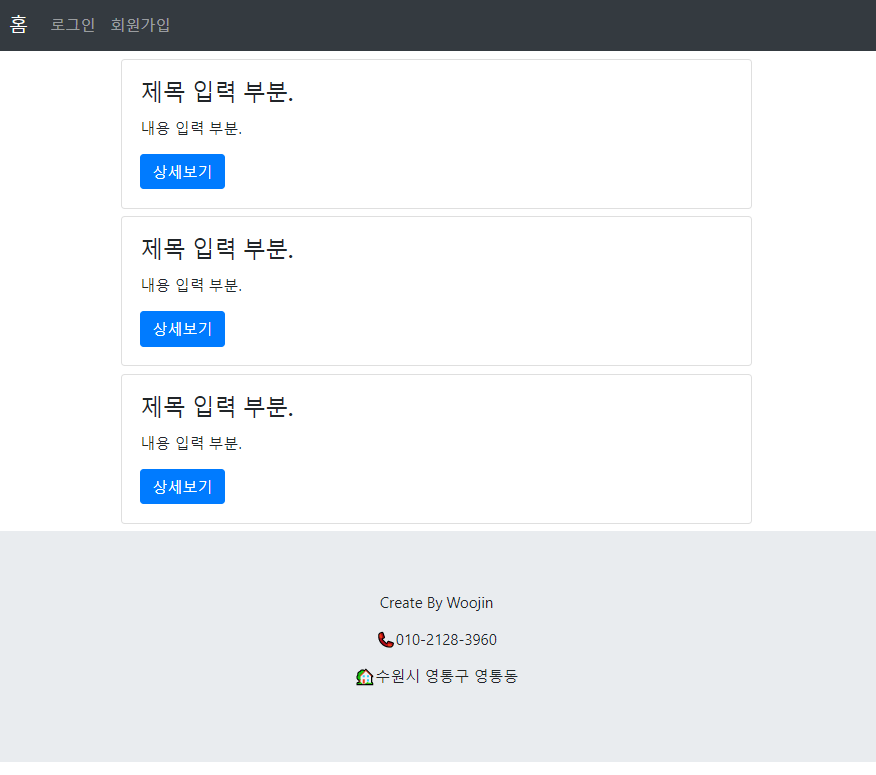 홈 로그인 회원가입
제목 입력 부분.
내용 입력 부분.
상세보기
제목 입력 부분.
내용 입력 부분.
상세보기
제목 입력 부분.
내용 입력 부분.
상세보기
Create By Woojin
010-2128-3960
수원시 영통구 영통동